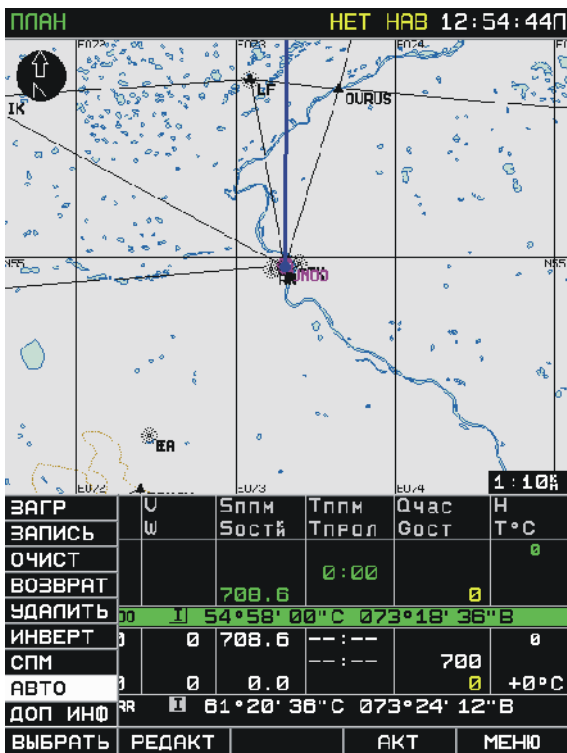 ПЛАН НЕТ НАВ 12:54:44П
E072 E073 E074
LF OURUS
IK
N55 N55
EA
E072 E073 E074 1:10К
ЗАГР V Sппм Tппм Qчас H
ЗАПИСЬ W Sост Tпрол Gост T°C
ОЧИСТ 0
ВОЗВРАТ 708.6 0:00 0
УДАЛИТЬ I 54°58'00"С 073°18'36"В
ИНВЕРТ 0 708.6 --:-- 0
СПМ --:-- 700
АВТО 0 0.0 0 +0°C
ДОП ИНФ RR I 61°20'36"С 073°24'12"В
ВЫБРАТЬ РЕДАКТ АКТ МЕНЮ